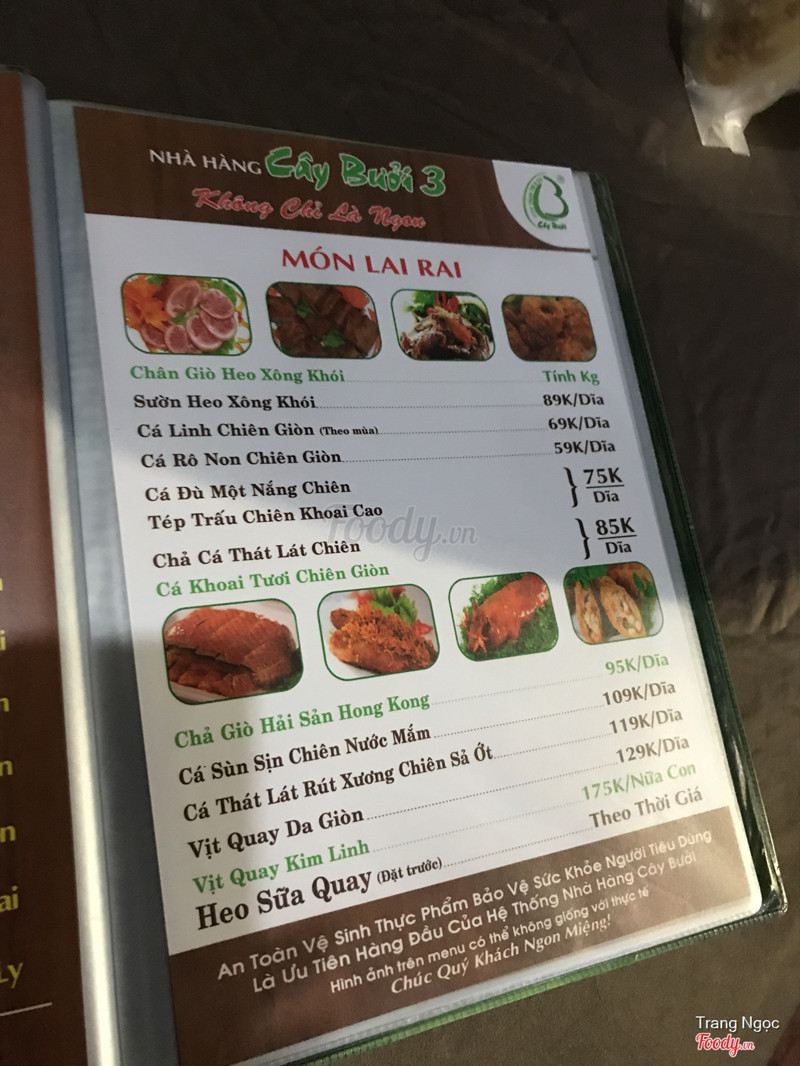 NHÀ HÀNG Cây Bưởi 3
Không Chỉ Là Ngon
Cây Bưởi
MÓN LAI RAI
Chân Giò Heo Xông Khói Tính Kg
Sườn Heo Xông Khói 89K/Dĩa
Cá Linh Chiên Giòn (Theo mùa) 69K/Dĩa
Cá Rô Non Chiên Giòn 59K/Dĩa
Cá Đù Một Nắng Chiên
Tép Trấu Chiên Khoai Cao
} 75K Dĩa
Chả Cá Thát Lát Chiên
Cá Khoai Tươi Chiên Giòn
} 85K Dĩa
foody.vn
Chả Giò Hải Sản Hong Kong 95K/Dĩa
Cá Sùn Sịn Chiên Nước Mắm 109K/Dĩa
Cá Thát Lát Rút Xương Chiên Sả Ớt 119K/Dĩa
Vịt Quay Da Giòn 129K/Dĩa
Vịt Quay Kim Linh 175K/Nữa Con
Heo Sữa Quay (Đặt trước) Theo Thời Giá
An Toàn Vệ Sinh Thực Phẩm Bảo Vệ Sức Khỏe Người Tiêu Dùng
Là Ưu Tiên Hàng Đầu Của Hệ Thống Nhà Hàng Cây Bưởi
Hình ảnh trên menu có thể không giống với thực tế
Chúc Quý Khách Ngon Miệng!
Trang Ngọc
Foody.vn